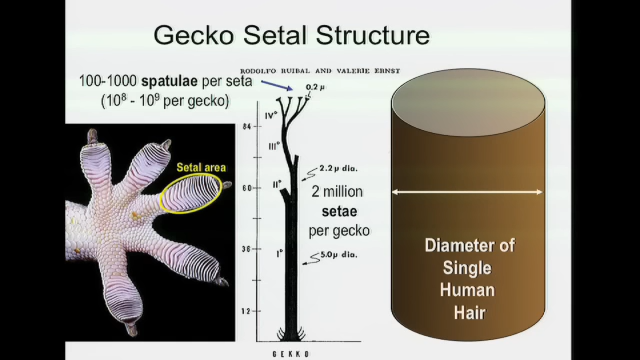 Gecko Setal Structure
RODOLFO RUIBAL AND VALERIE ERNST
100-1000 spatulae per seta
(10⁸ - 10⁹ per gecko)
0.2 µ
IV°
84
III°
Setal area
2.2µ dia.
II°
60
2 million
setae
per gecko
36
I°
5.0µ dia.
12
GEKKO
Diameter of
Single
Human
Hair